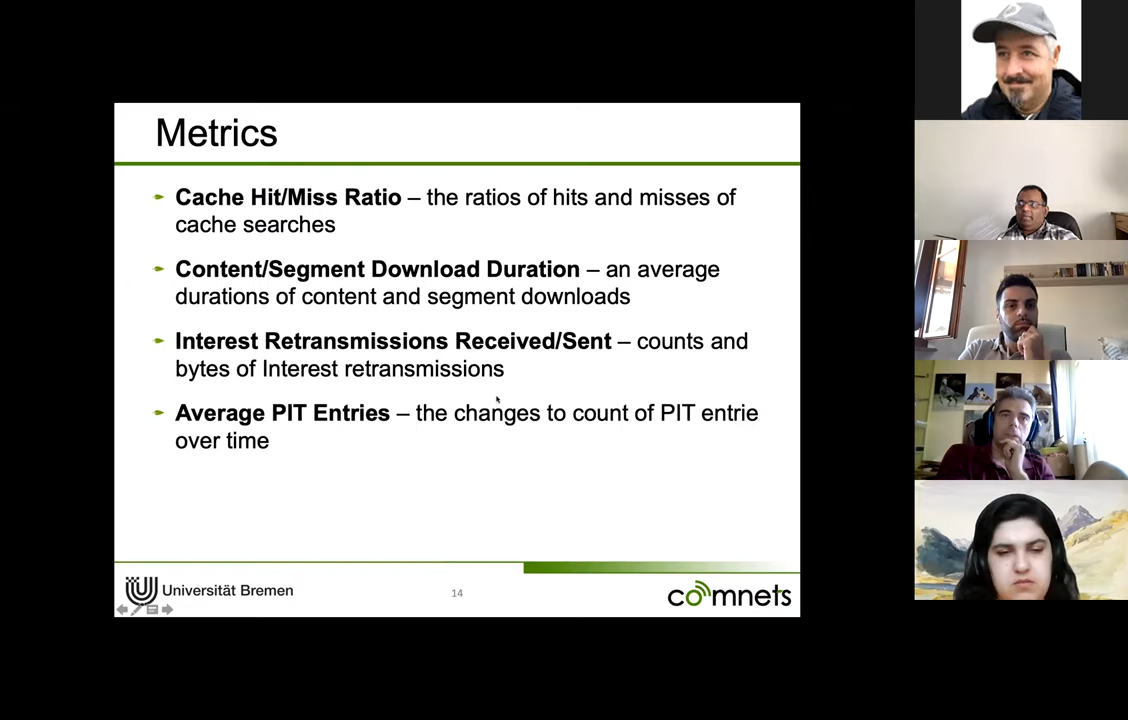 Metrics
Cache Hit/Miss Ratio – the ratios of hits and misses of
cache searches
Content/Segment Download Duration – an average
durations of content and segment downloads
Interest Retransmissions Received/Sent – counts and
bytes of Interest retransmissions
Average PIT Entries – the changes to count of PIT entrie
over time
Universität Bremen
14
comnets